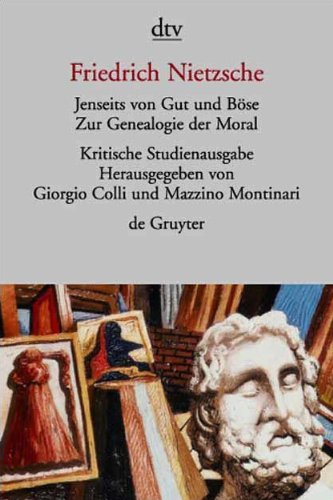 dtv
Friedrich Nietzsche
Jenseits von Gut und Böse
Zur Genealogie der Moral
Kritische Studienausgabe
Herausgegeben von
Giorgio Colli und Mazzino Montinari
de Gruyter